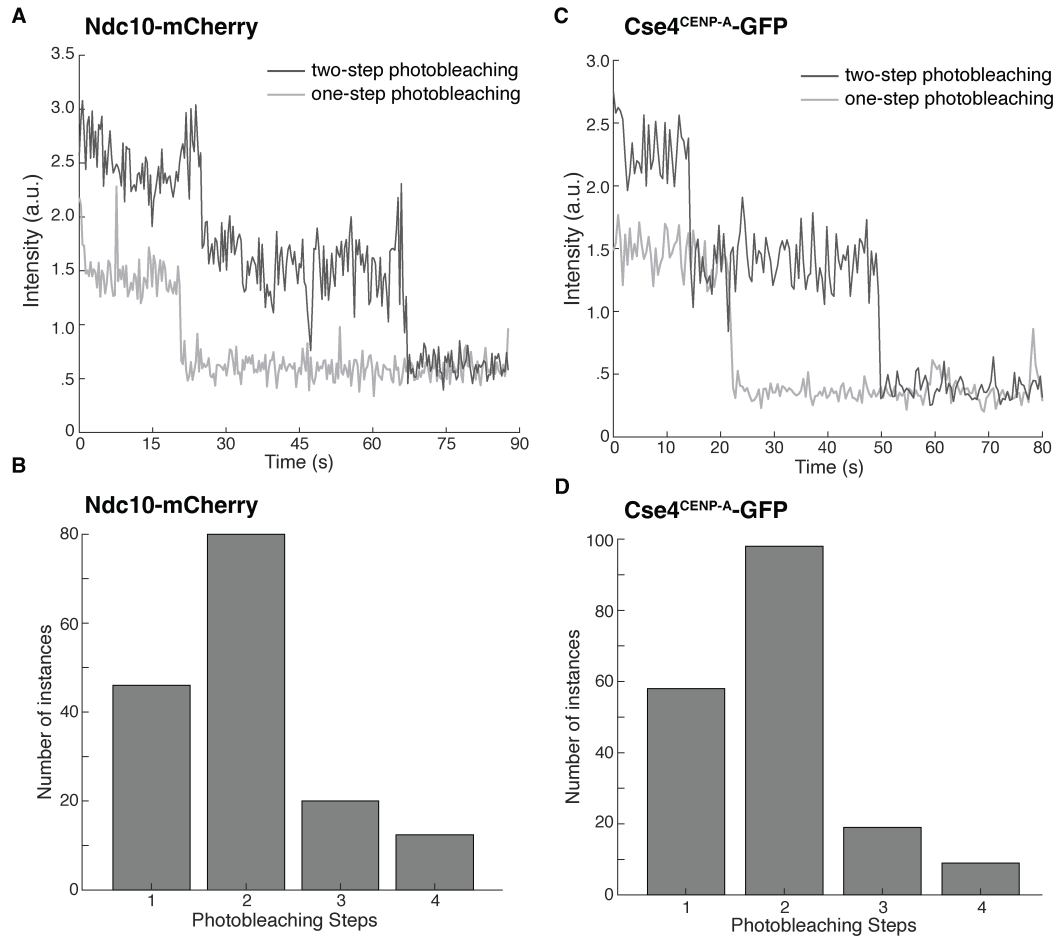 A
Ndc10-mCherry
two-step photobleaching
one-step photobleaching
3.5
3.0
2.5
2.0
1.5
1.0
.5
0
Intensity (a.u.)
0 15 30 45 60 75 90
Time (s)
C
Cse4CENP-A-GFP
two-step photobleaching
one-step photobleaching
3.0
2.5
2.0
1.5
1.0
.5
0
Intensity (a.u.)
0 10 20 30 40 50 60 70 80
Time (s)
B
Ndc10-mCherry
80
60
40
20
0
Number of instances
1 2 3 4
Photobleaching Steps
D
Cse4CENP-A-GFP
100
80
60
40
20
0
Number of instances
1 2 3 4
Photobleaching Steps